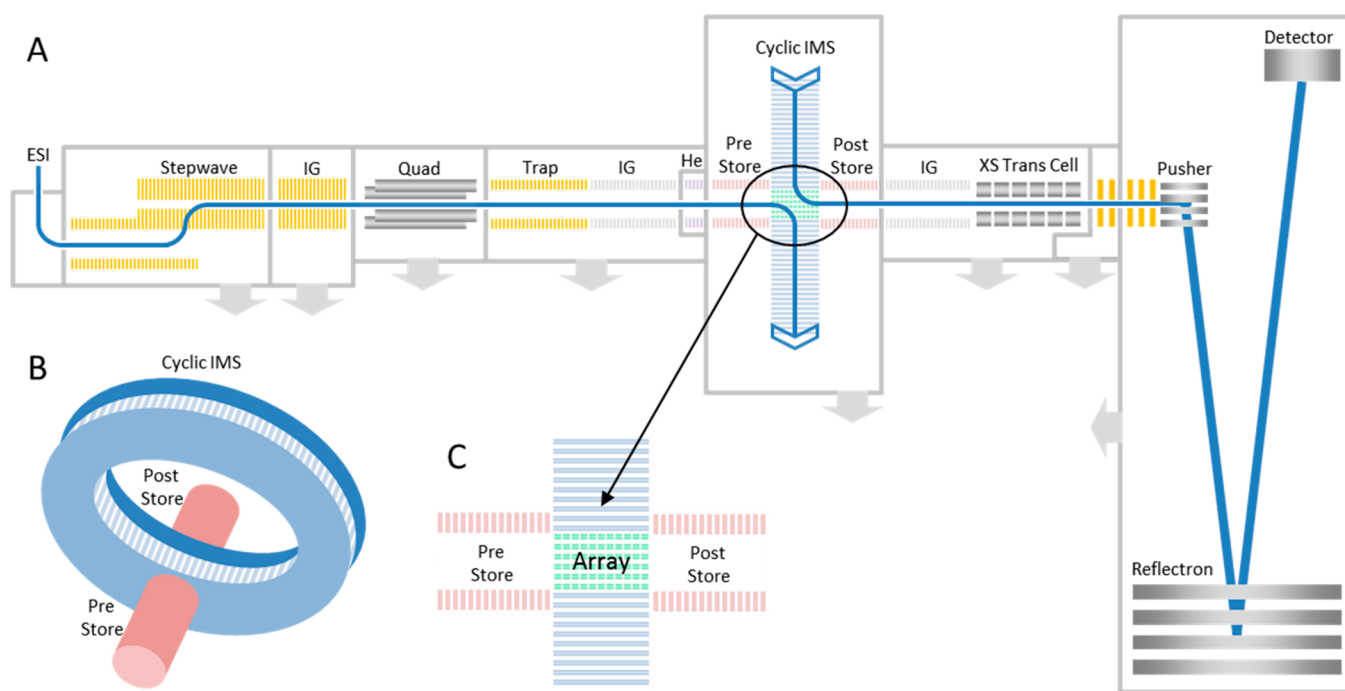 A
Cyclic IMS
Detector
ESI
Stepwave
IG
Quad
Trap
IG
He
Pre
Store
Post
Store
IG
XS Trans Cell
Pusher
B
Cyclic IMS
Post
Store
Pre
Store
C
Pre
Store
Array
Post
Store
Reflectron